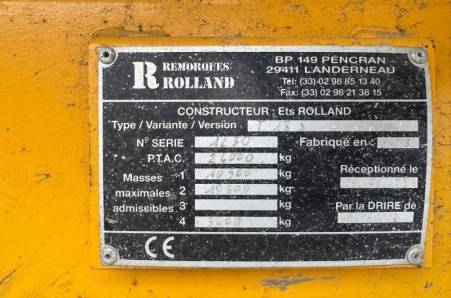 R REMORQUES
ROLLAND
BP 149 PENCRAN
29411 LANDERNEAU
Tél: (33)-02 98 85 13 40
Fax: (33) 02 98 21 38 15
CONSTRUCTEUR : Ets ROLLAND
Type / Variante / Version
N° SERIE Fabriqué en :
P.T.A.C. kg
Masses 1 10500 kg Réceptionné le
maximales 2 10500 kg
admissibles 3 kg Par la DRIRE de
4 kg
CE